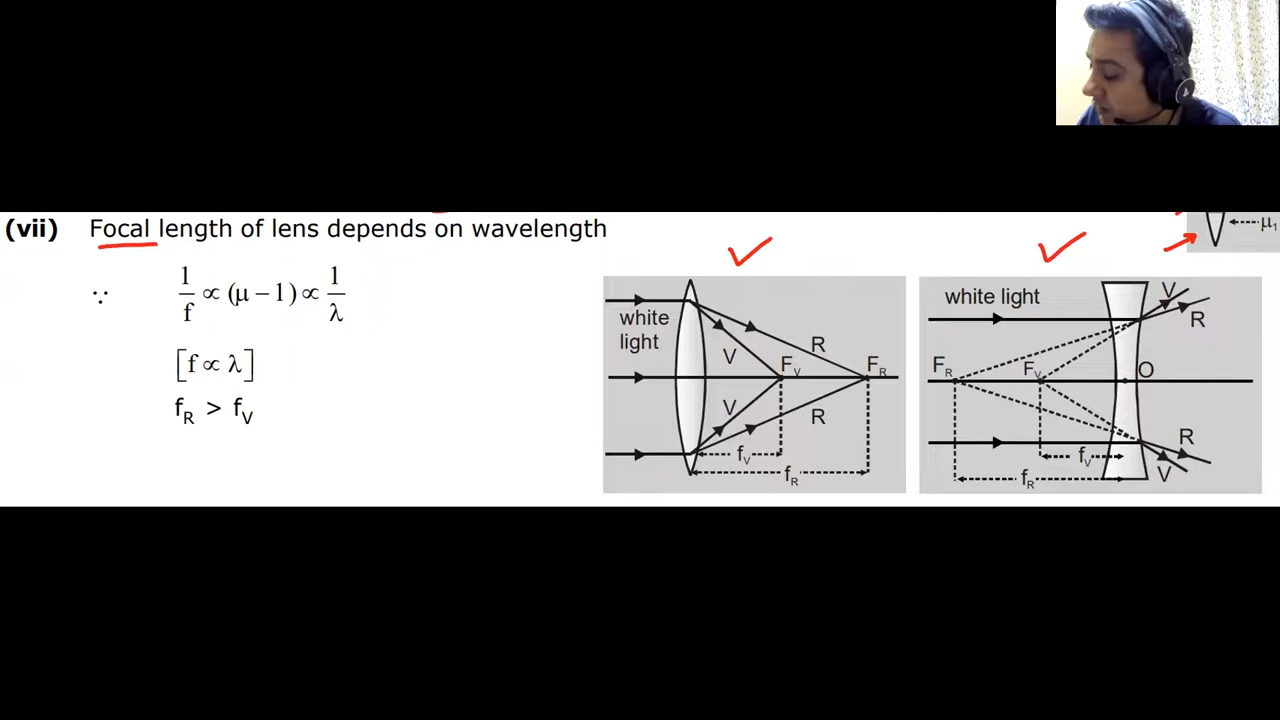 (vii) Focal length of lens depends on wavelength
∵ 1/f ∝ (μ − 1) ∝ 1/λ
[f ∝ λ]
f_R > f_V
μ₁
white
light
V
R
F_V
F_R
V
R
f_V
f_R
white light
V
R
F_R
F_V
O
R
V
f_V
f_R